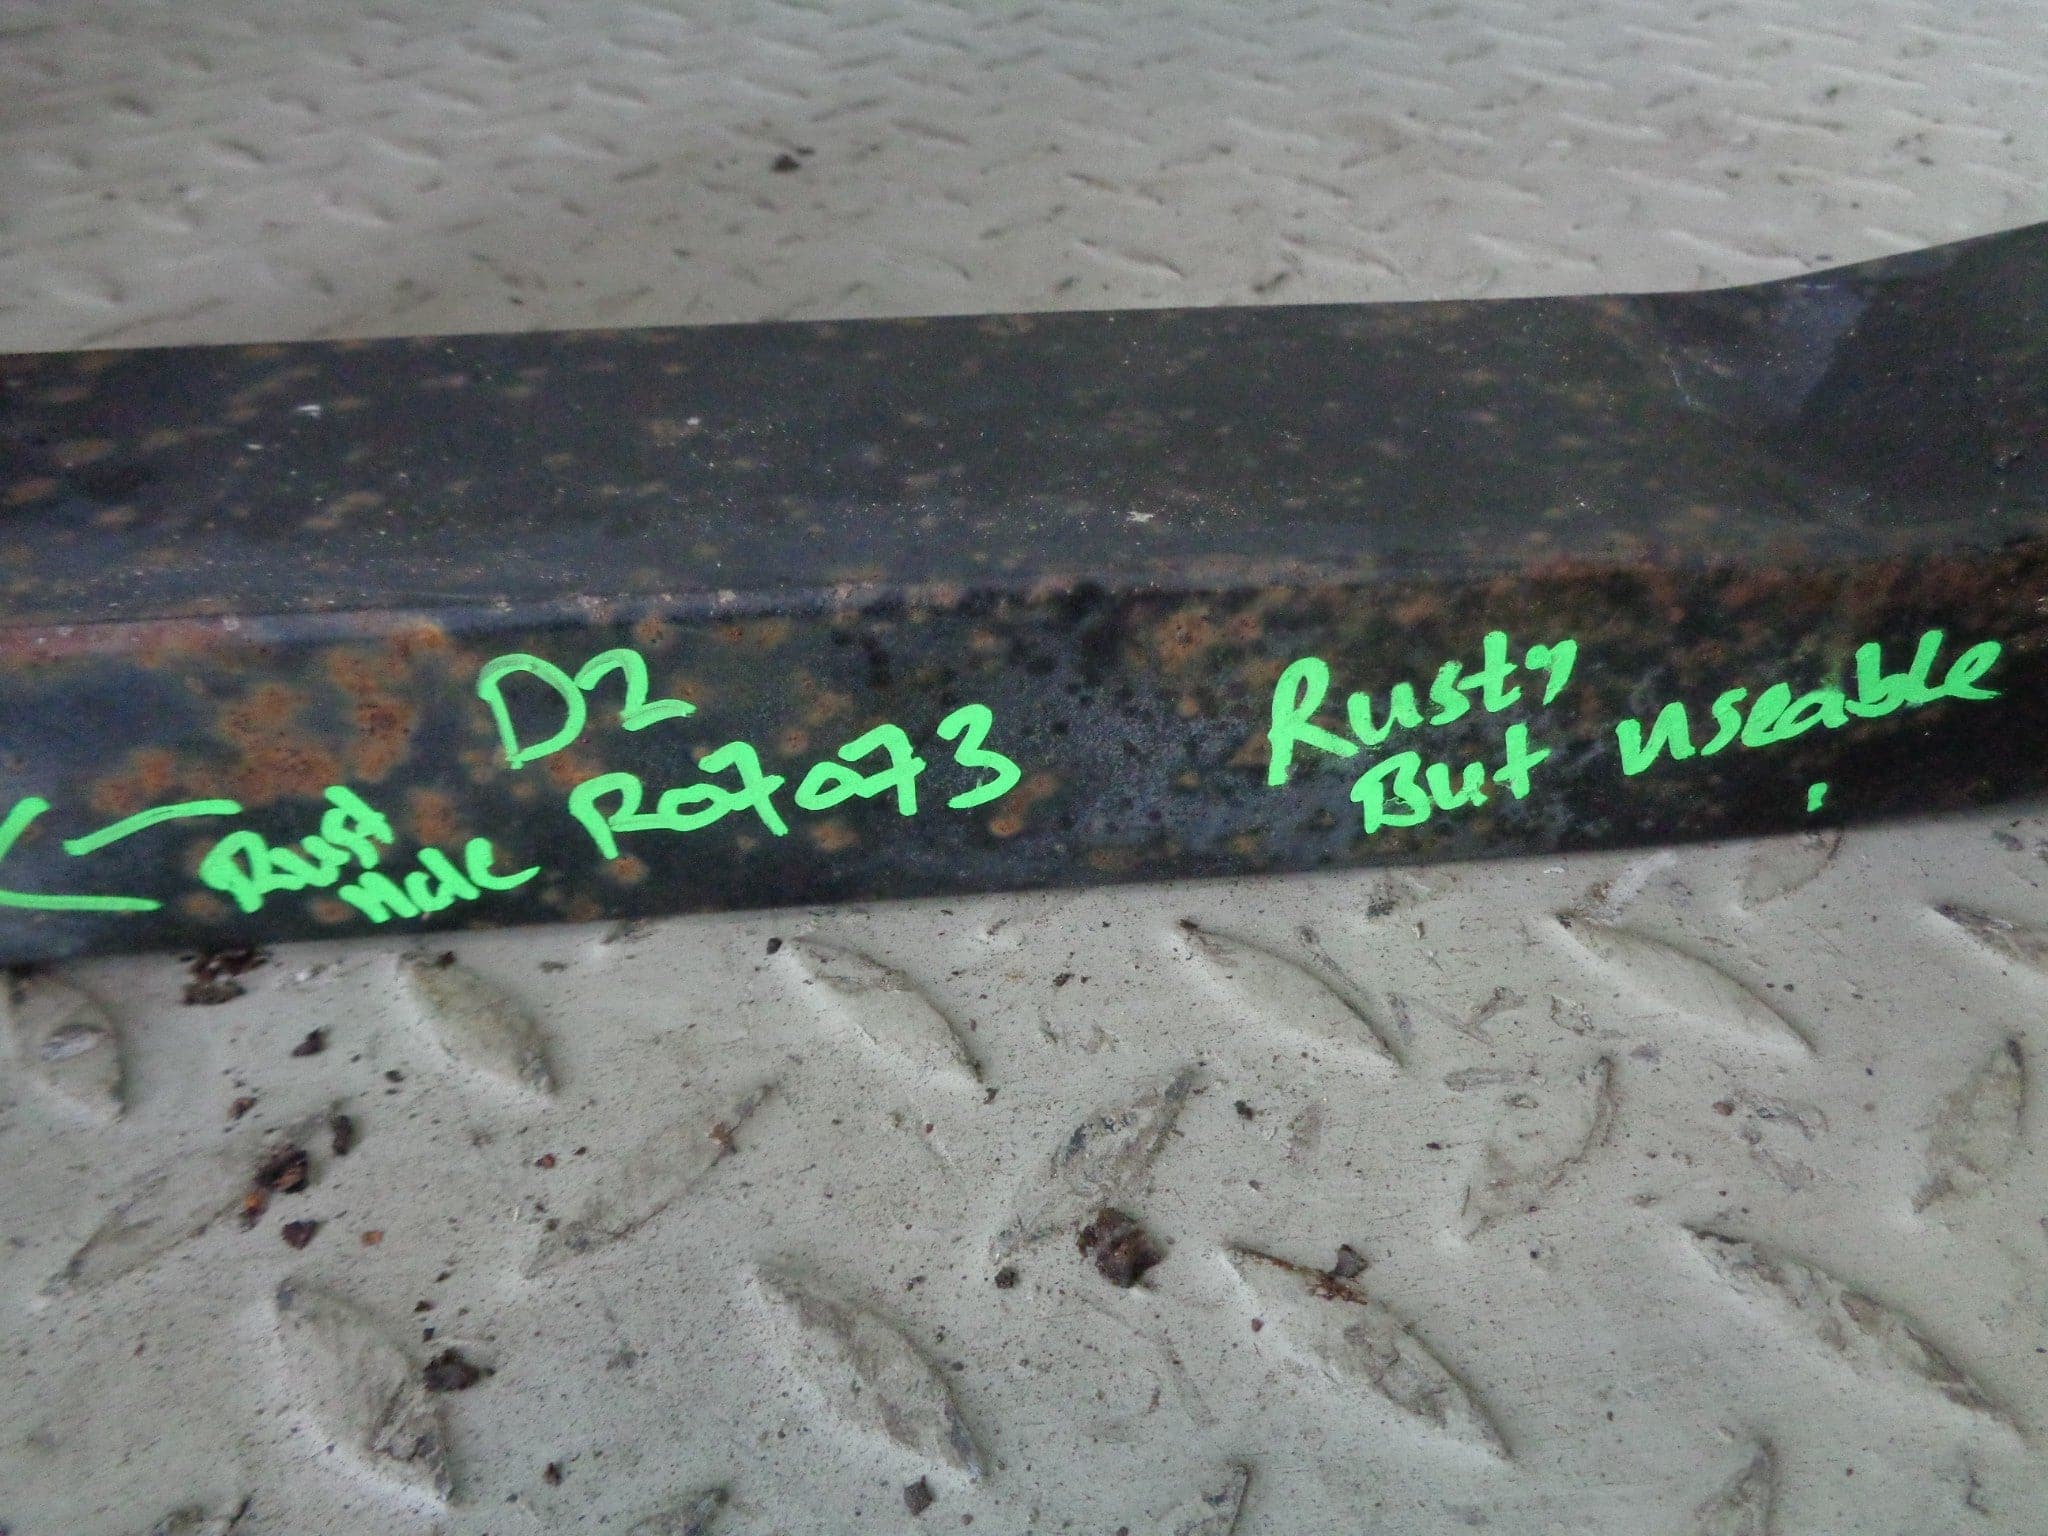 D2
R07073
Rust
Hole
Rusty
But useable.